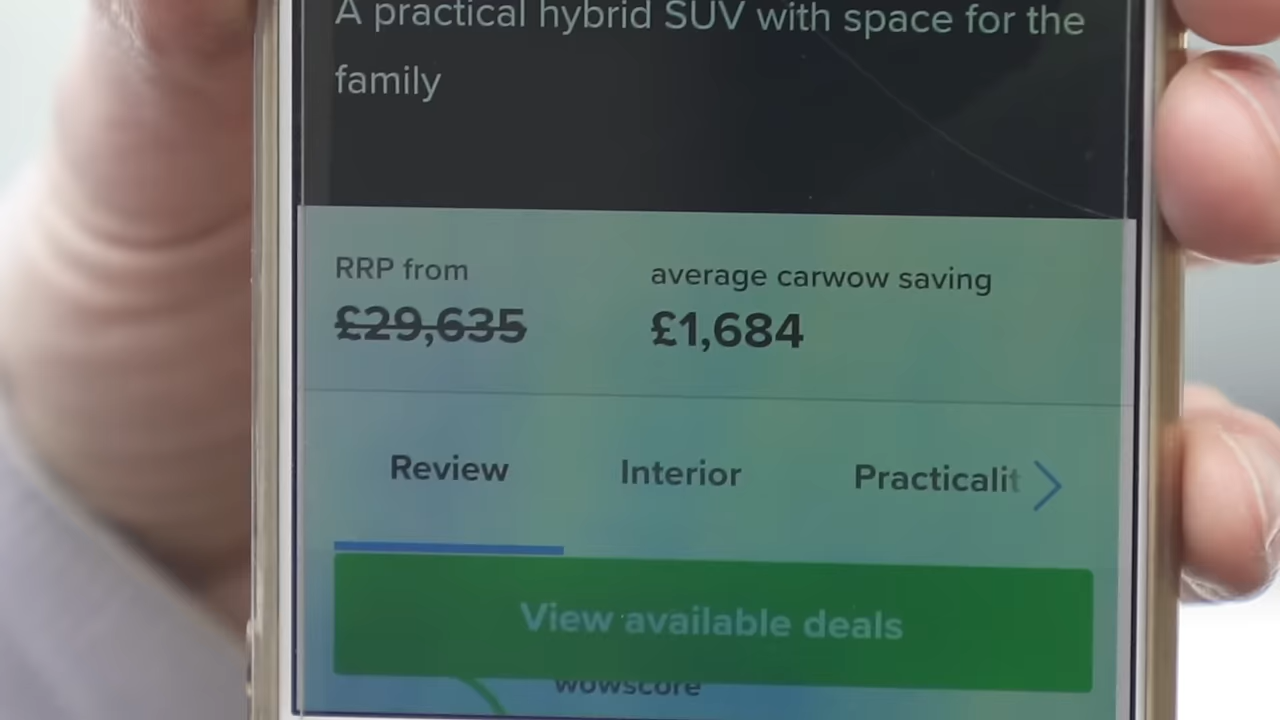 A practical hybrid SUV with space for the
family
RRP from
average carwow saving
£29,635
£1,684
Review
Interior
Practicalit
View available deals
wowscore